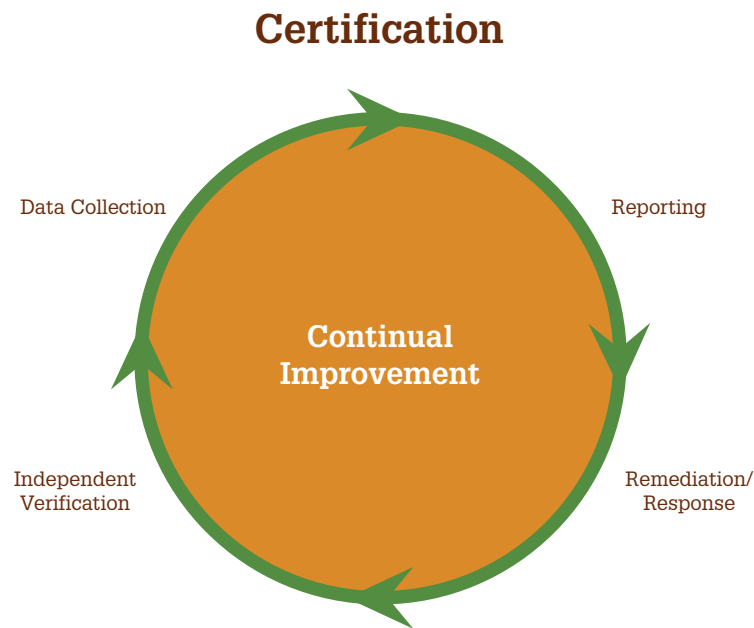 Certification
Data Collection
Reporting
Continual
Improvement
Independent
Verification
Remediation/
Response